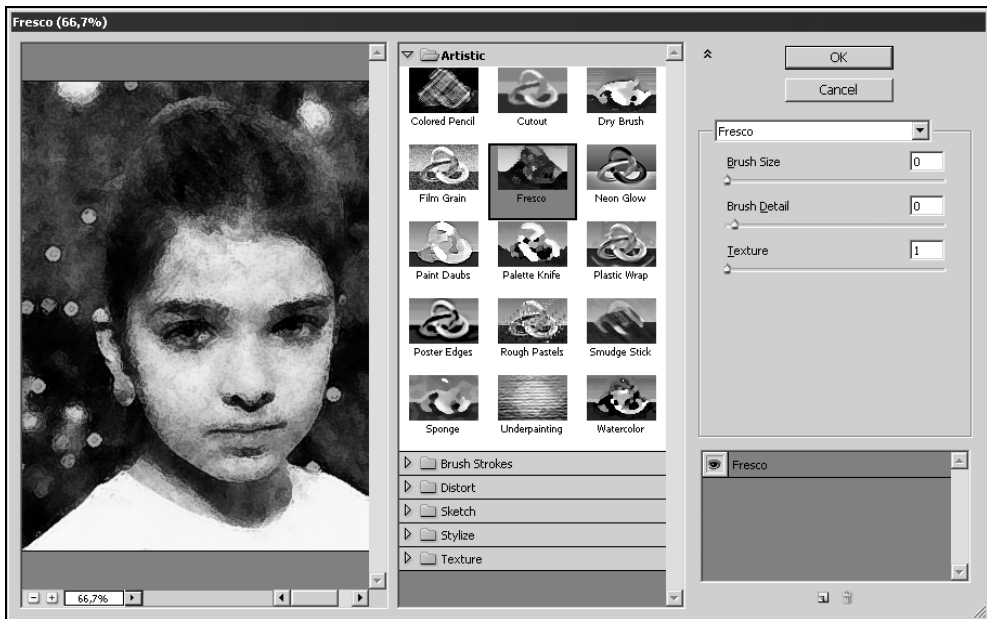 Fresco (66,7%)
Artistic
Colored Pencil
Cutout
Dry Brush
Film Grain
Fresco
Neon Glow
Paint Daubs
Palette Knife
Plastic Wrap
Poster Edges
Rough Pastels
Smudge Stick
Sponge
Underpainting
Watercolor
Brush Strokes
Distort
Sketch
Stylize
Texture
66,7%
OK
Cancel
Fresco
Brush Size 0
Brush Detail 0
Texture 1
Fresco